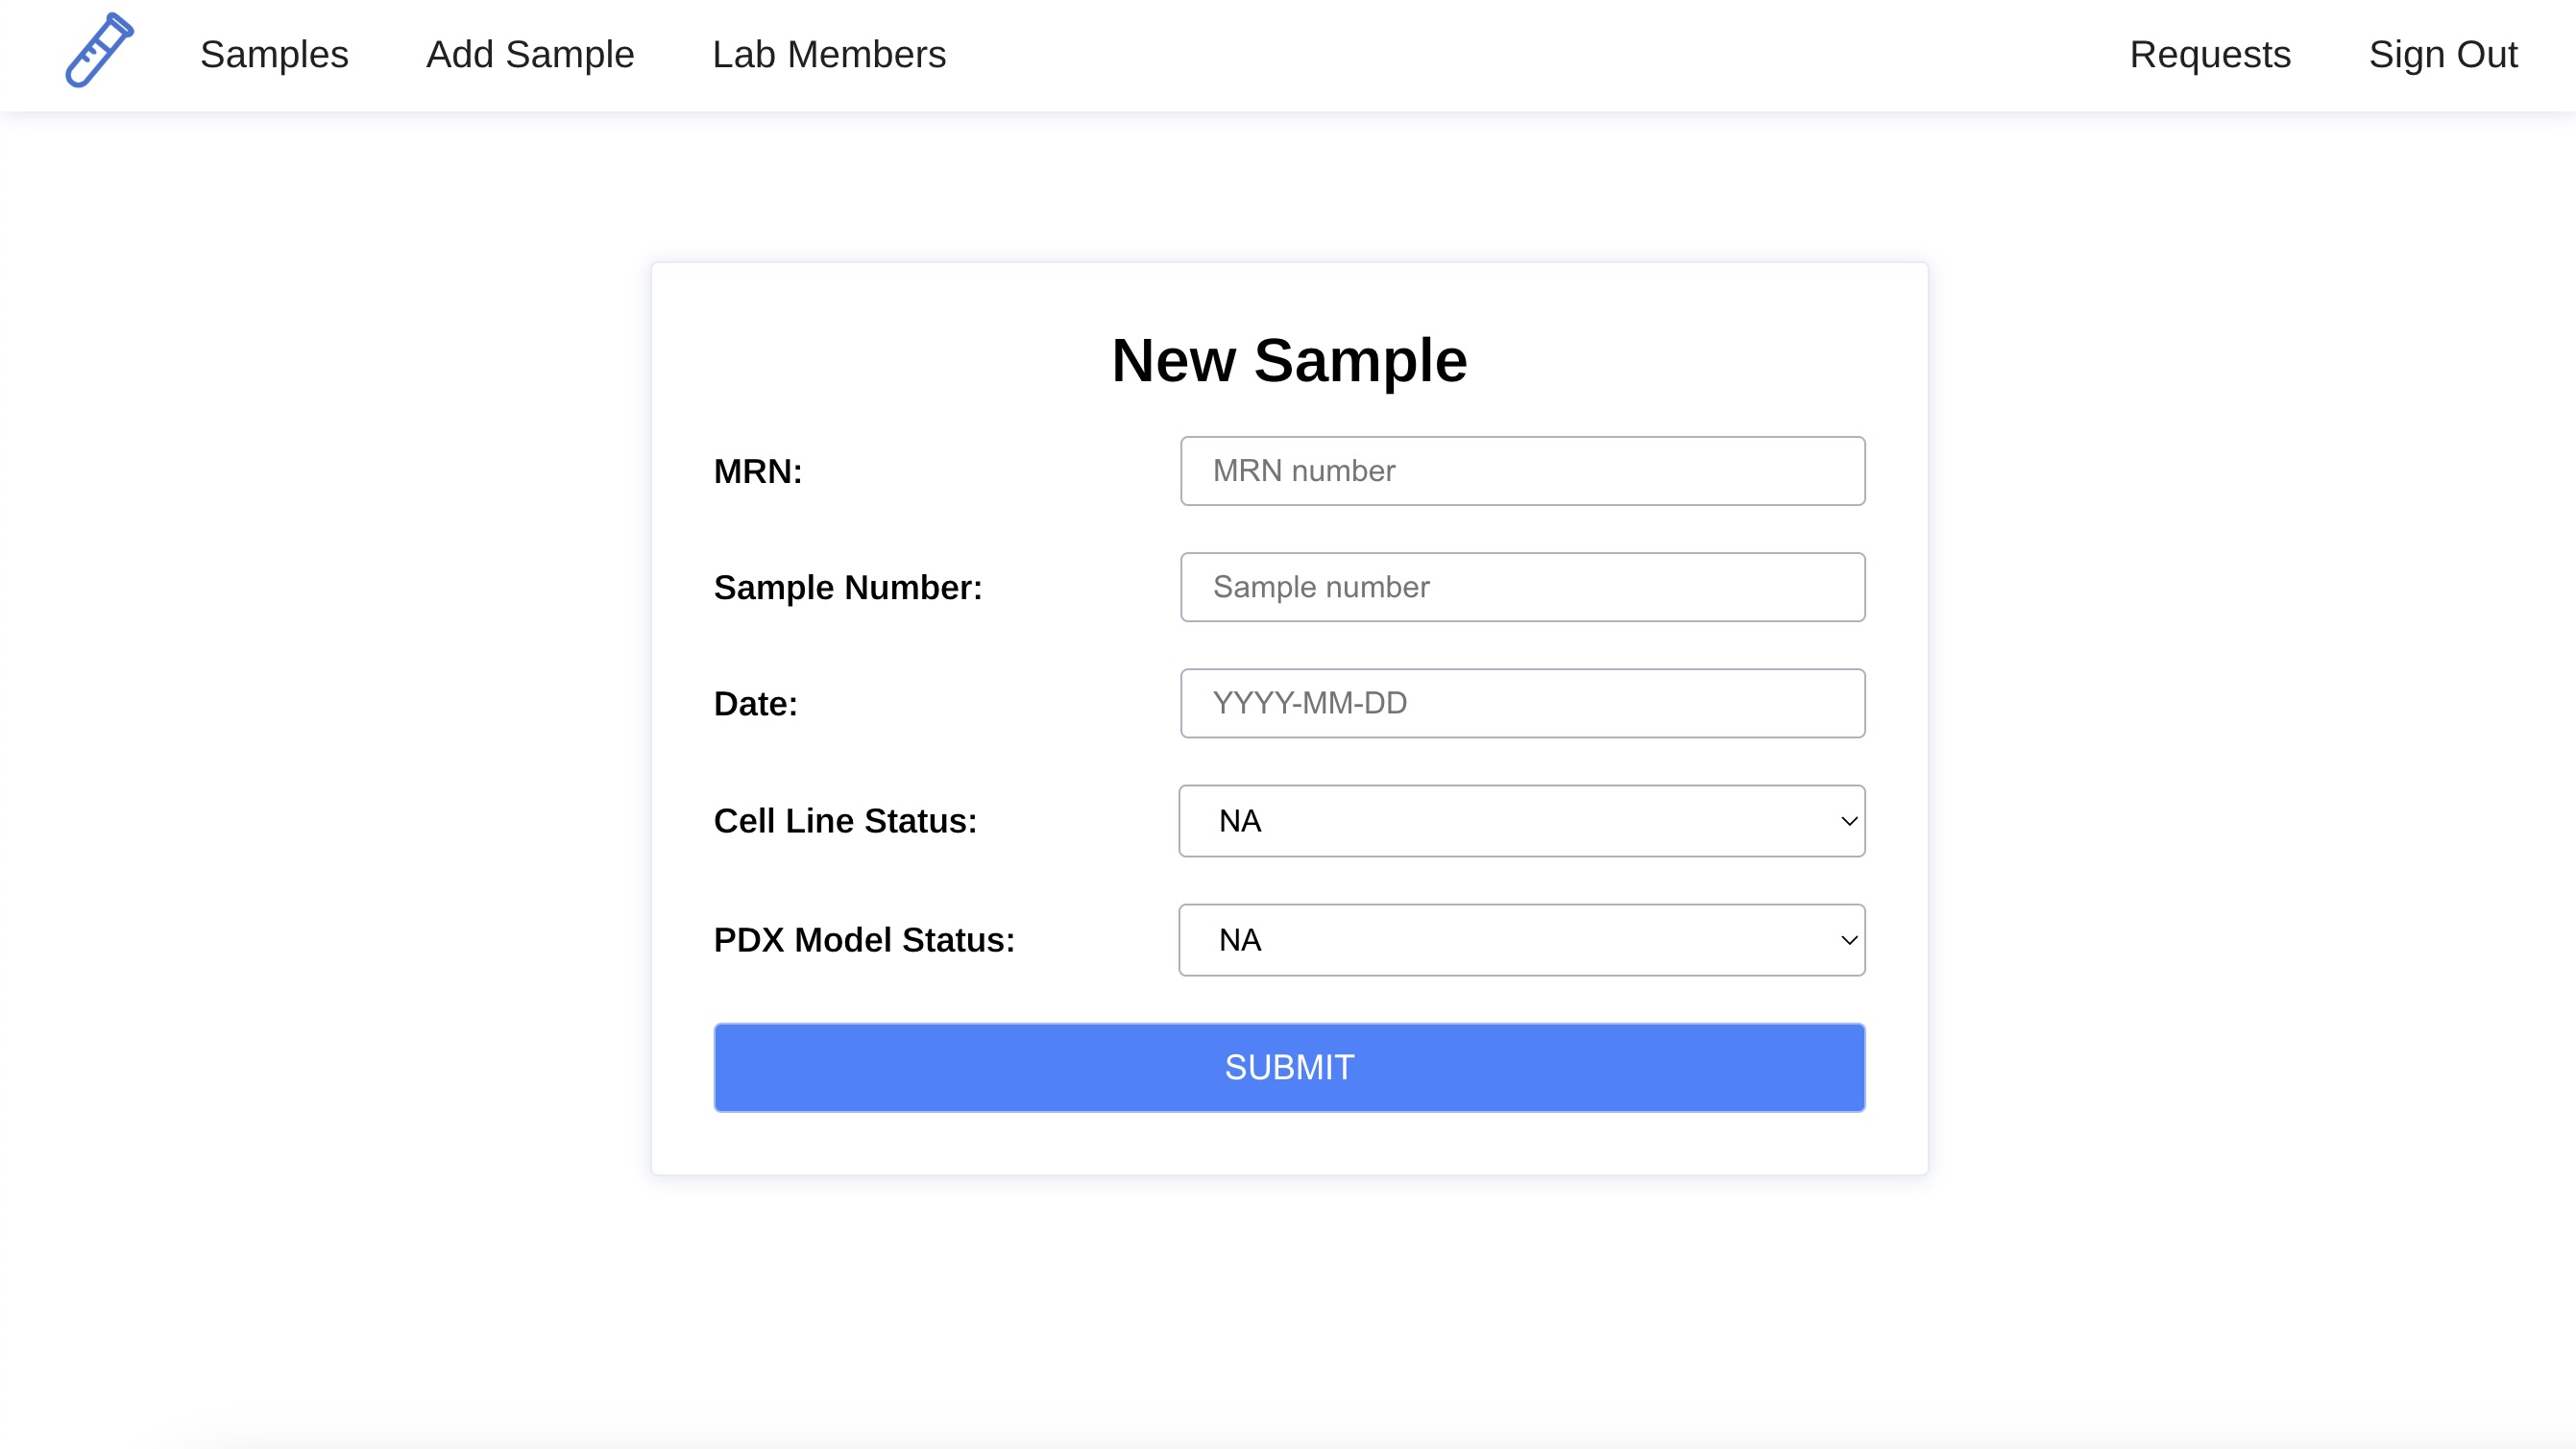 Samples Add Sample Lab Members Requests Sign Out
New Sample
MRN: MRN number
Sample Number: Sample number
Date: YYYY-MM-DD
Cell Line Status: NA
PDX Model Status: NA
SUBMIT